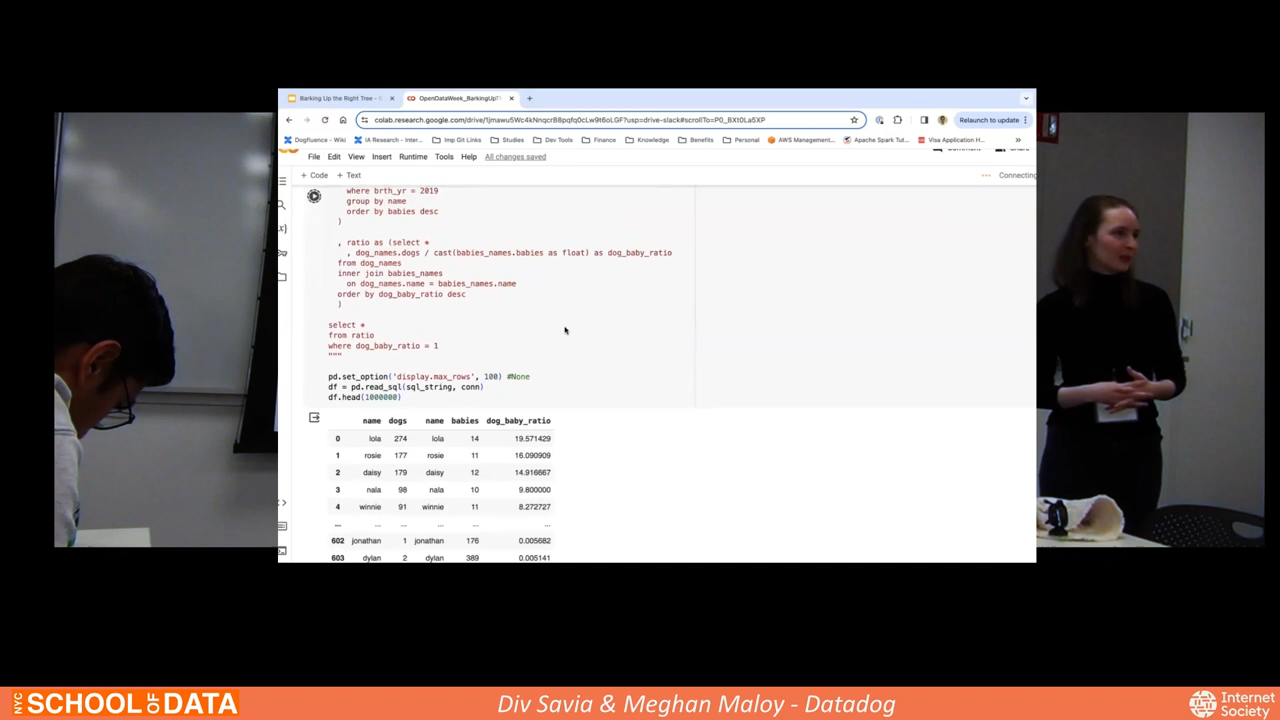 Barking Up the Right Tree -
OpenDataWeek_BarkingUpT
colab.research.google.com/drive/1jmawu5Wc4kNnqcrB8pqfq0cLw9t6oLGF?usp=drive-slack#scrollTo=P0_BXt0La5XP
Relaunch to update
Dogfluence - Wiki
IA Research - Inter...
Imp Git Links
Studies
Dev Tools
Finance
Knowledge
Benefits
Personal
AWS Management...
Apache Spark Tut...
Visa Application H...
»
File Edit View Insert Runtime Tools Help All changes saved
+ Code + Text
Connecting
where brth_yr = 2019
group by name
order by babies desc
)
, ratio as (select *
, dog_names.dogs / cast(babies_names.babies as float) as dog_baby_ratio
from dog_names
inner join babies_names
on dog_names.name = babies_names.name
order by dog_baby_ratio desc
)
select *
from ratio
where dog_baby_ratio = 1
"""
pd.set_option('display.max_rows', 100) #None
df = pd.read_sql(sql_string, conn)
df.head(1000000)
name dogs name babies dog_baby_ratio
0 lola 274 lola 14 19.571429
1 rosie 177 rosie 11 16.090909
2 daisy 179 daisy 12 14.916667
3 nala 98 nala 10 9.800000
4 winnie 91 winnie 11 8.272727
... ... ... ... ... ...
602 jonathan 1 jonathan 176 0.005682
603 dylan 2 dylan 389 0.005141
NYC SCHOOL OF DATA
Div Savia & Meghan Maloy - Datadog
Internet
Society